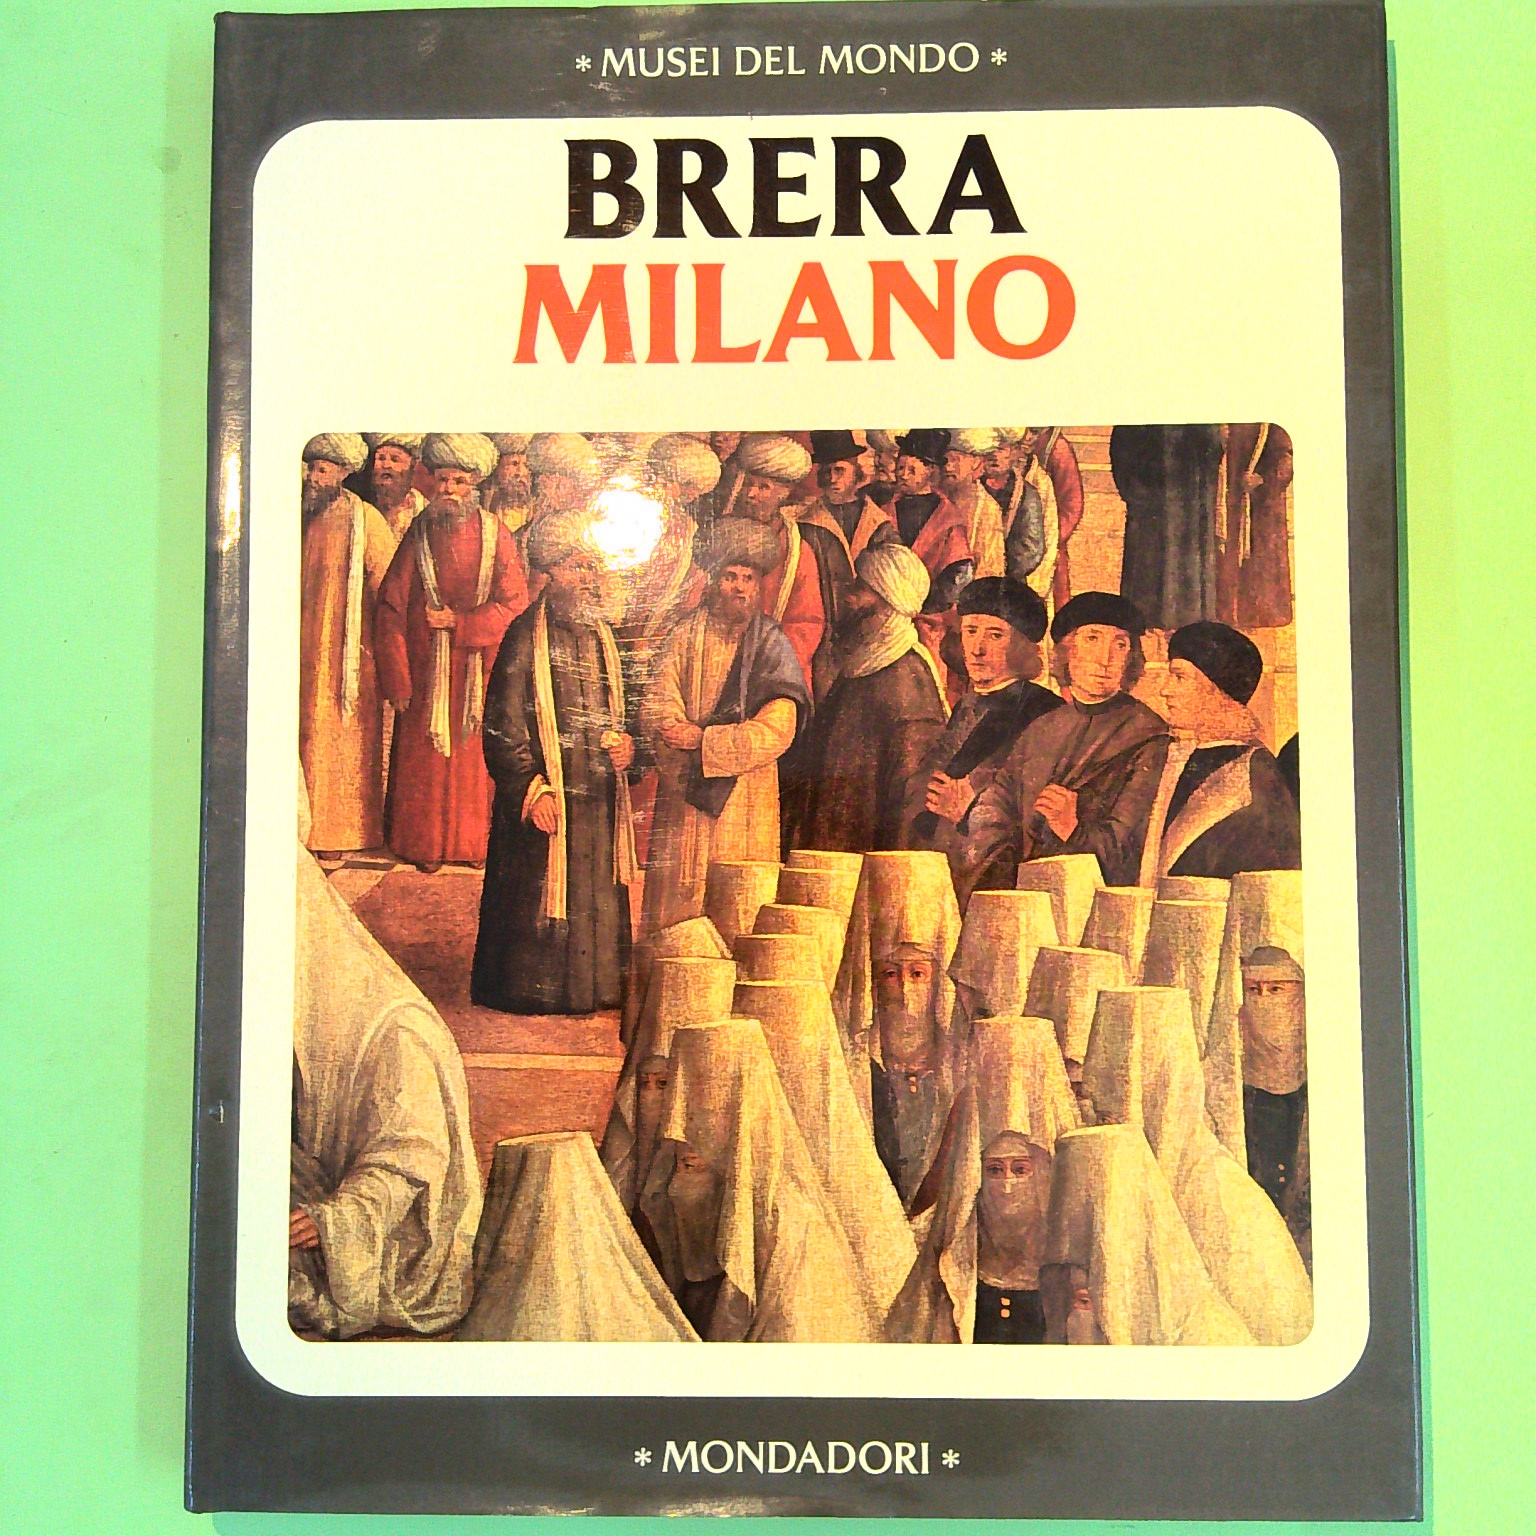 * MUSEI DEL MONDO *
BRERA
MILANO
* MONDADORI *